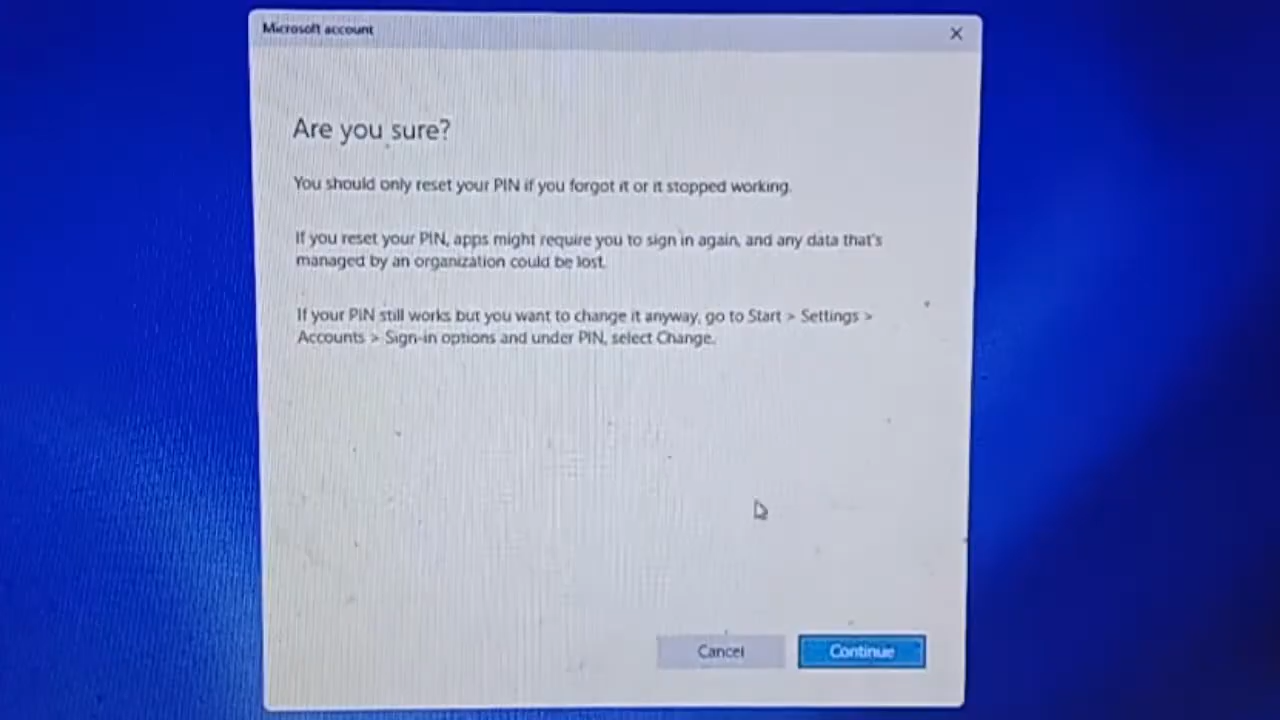 Microsoft account
Are you sure?
You should only reset your PIN if you forgot it or it stopped working.
If you reset your PIN, apps might require you to sign in again, and any data that's
managed by an organization could be lost.
If your PIN still works but you want to change it anyway, go to Start > Settings >
Accounts > Sign-in options and under PIN, select Change.
Cancel
Continue